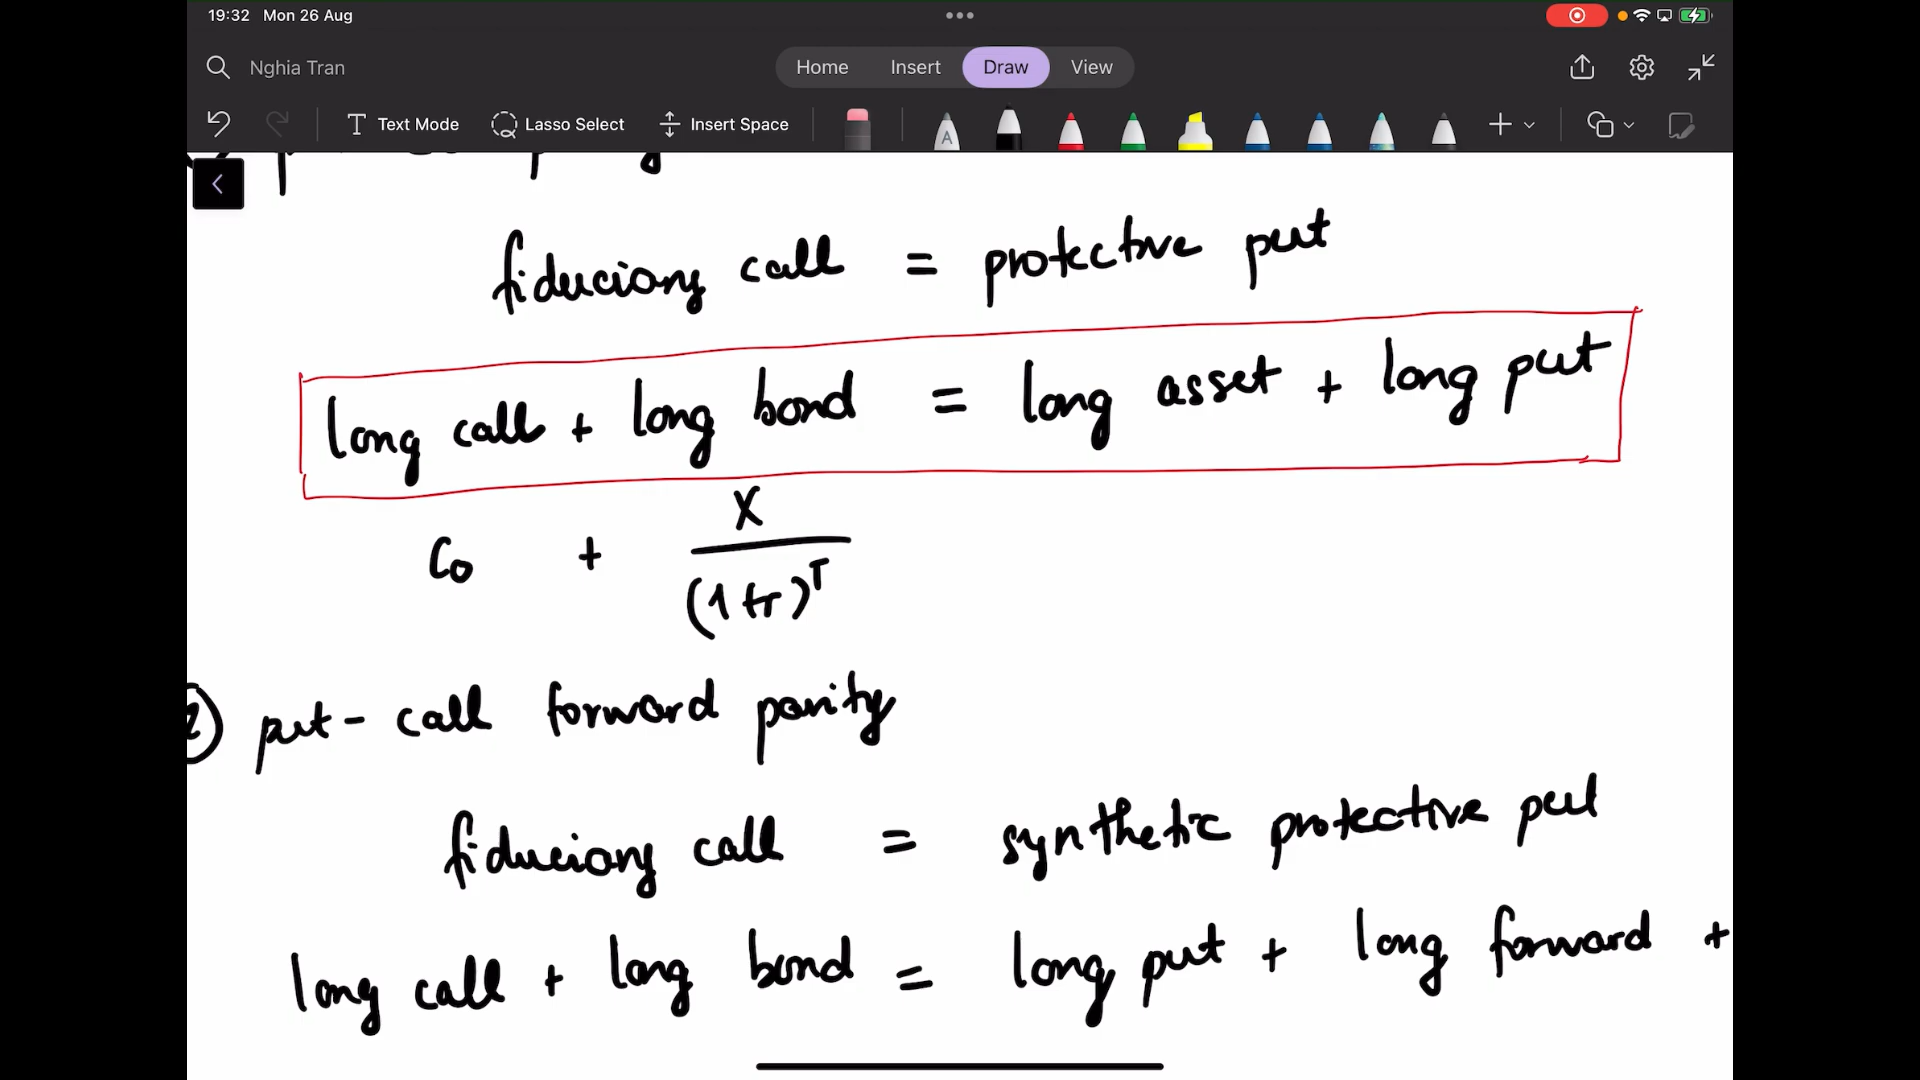 19:32 Mon 26 Aug
Nghia Tran Home Insert Draw View
Text Mode Lasso Select Insert Space A
fiduciary call = protective put
long call + long bond = long asset + long put
C₀ + X / (1+r)ᵀ
② put-call forward parity
fiduciary call = synthetic protective put
long call + long bond = long put + long forward +